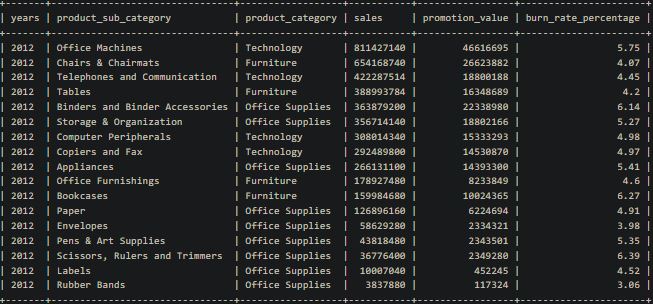 +-------+--------------------------------+------------------+-----------+-----------------+----------------------+
| years | product_sub_category           | product_category | sales     | promotion_value | burn_rate_percentage |
+-------+--------------------------------+------------------+-----------+-----------------+----------------------+
| 2012  | Office Machines                | Technology       | 811427140 |        46616695 |                 5.75 |
| 2012  | Chairs & Chairmats             | Furniture        | 654168740 |        26623882 |                 4.07 |
| 2012  | Telephones and Communication   | Technology       | 422287514 |        18800188 |                 4.45 |
| 2012  | Tables                         | Furniture        | 388993784 |        16348689 |                  4.2 |
| 2012  | Binders and Binder Accessories | Office Supplies  | 363879200 |        22338980 |                 6.14 |
| 2012  | Storage & Organization         | Office Supplies  | 356714140 |        18802166 |                 5.27 |
| 2012  | Computer Peripherals           | Technology       | 308014340 |        15333293 |                 4.98 |
| 2012  | Copiers and Fax                | Technology       | 292489800 |        14530870 |                 4.97 |
| 2012  | Appliances                     | Office Supplies  | 266131100 |        14393300 |                 5.41 |
| 2012  | Office Furnishings             | Furniture        | 178927480 |         8233849 |                  4.6 |
| 2012  | Bookcases                      | Furniture        | 159984680 |        10024365 |                 6.27 |
| 2012  | Paper                          | Office Supplies  | 126896160 |         6224694 |                 4.91 |
| 2012  | Envelopes                      | Office Supplies  |  58629280 |         2334321 |                 3.98 |
| 2012  | Pens & Art Supplies            | Office Supplies  |  43818480 |         2343501 |                 5.35 |
| 2012  | Scissors, Rulers and Trimmers  | Office Supplies  |  36776400 |         2349280 |                 6.39 |
| 2012  | Labels                         | Office Supplies  |  10007040 |          452245 |                 4.52 |
| 2012  | Rubber Bands                   | Office Supplies  |   3837880 |          117324 |                 3.06 |
+-------+--------------------------------+------------------+-----------+-----------------+----------------------+